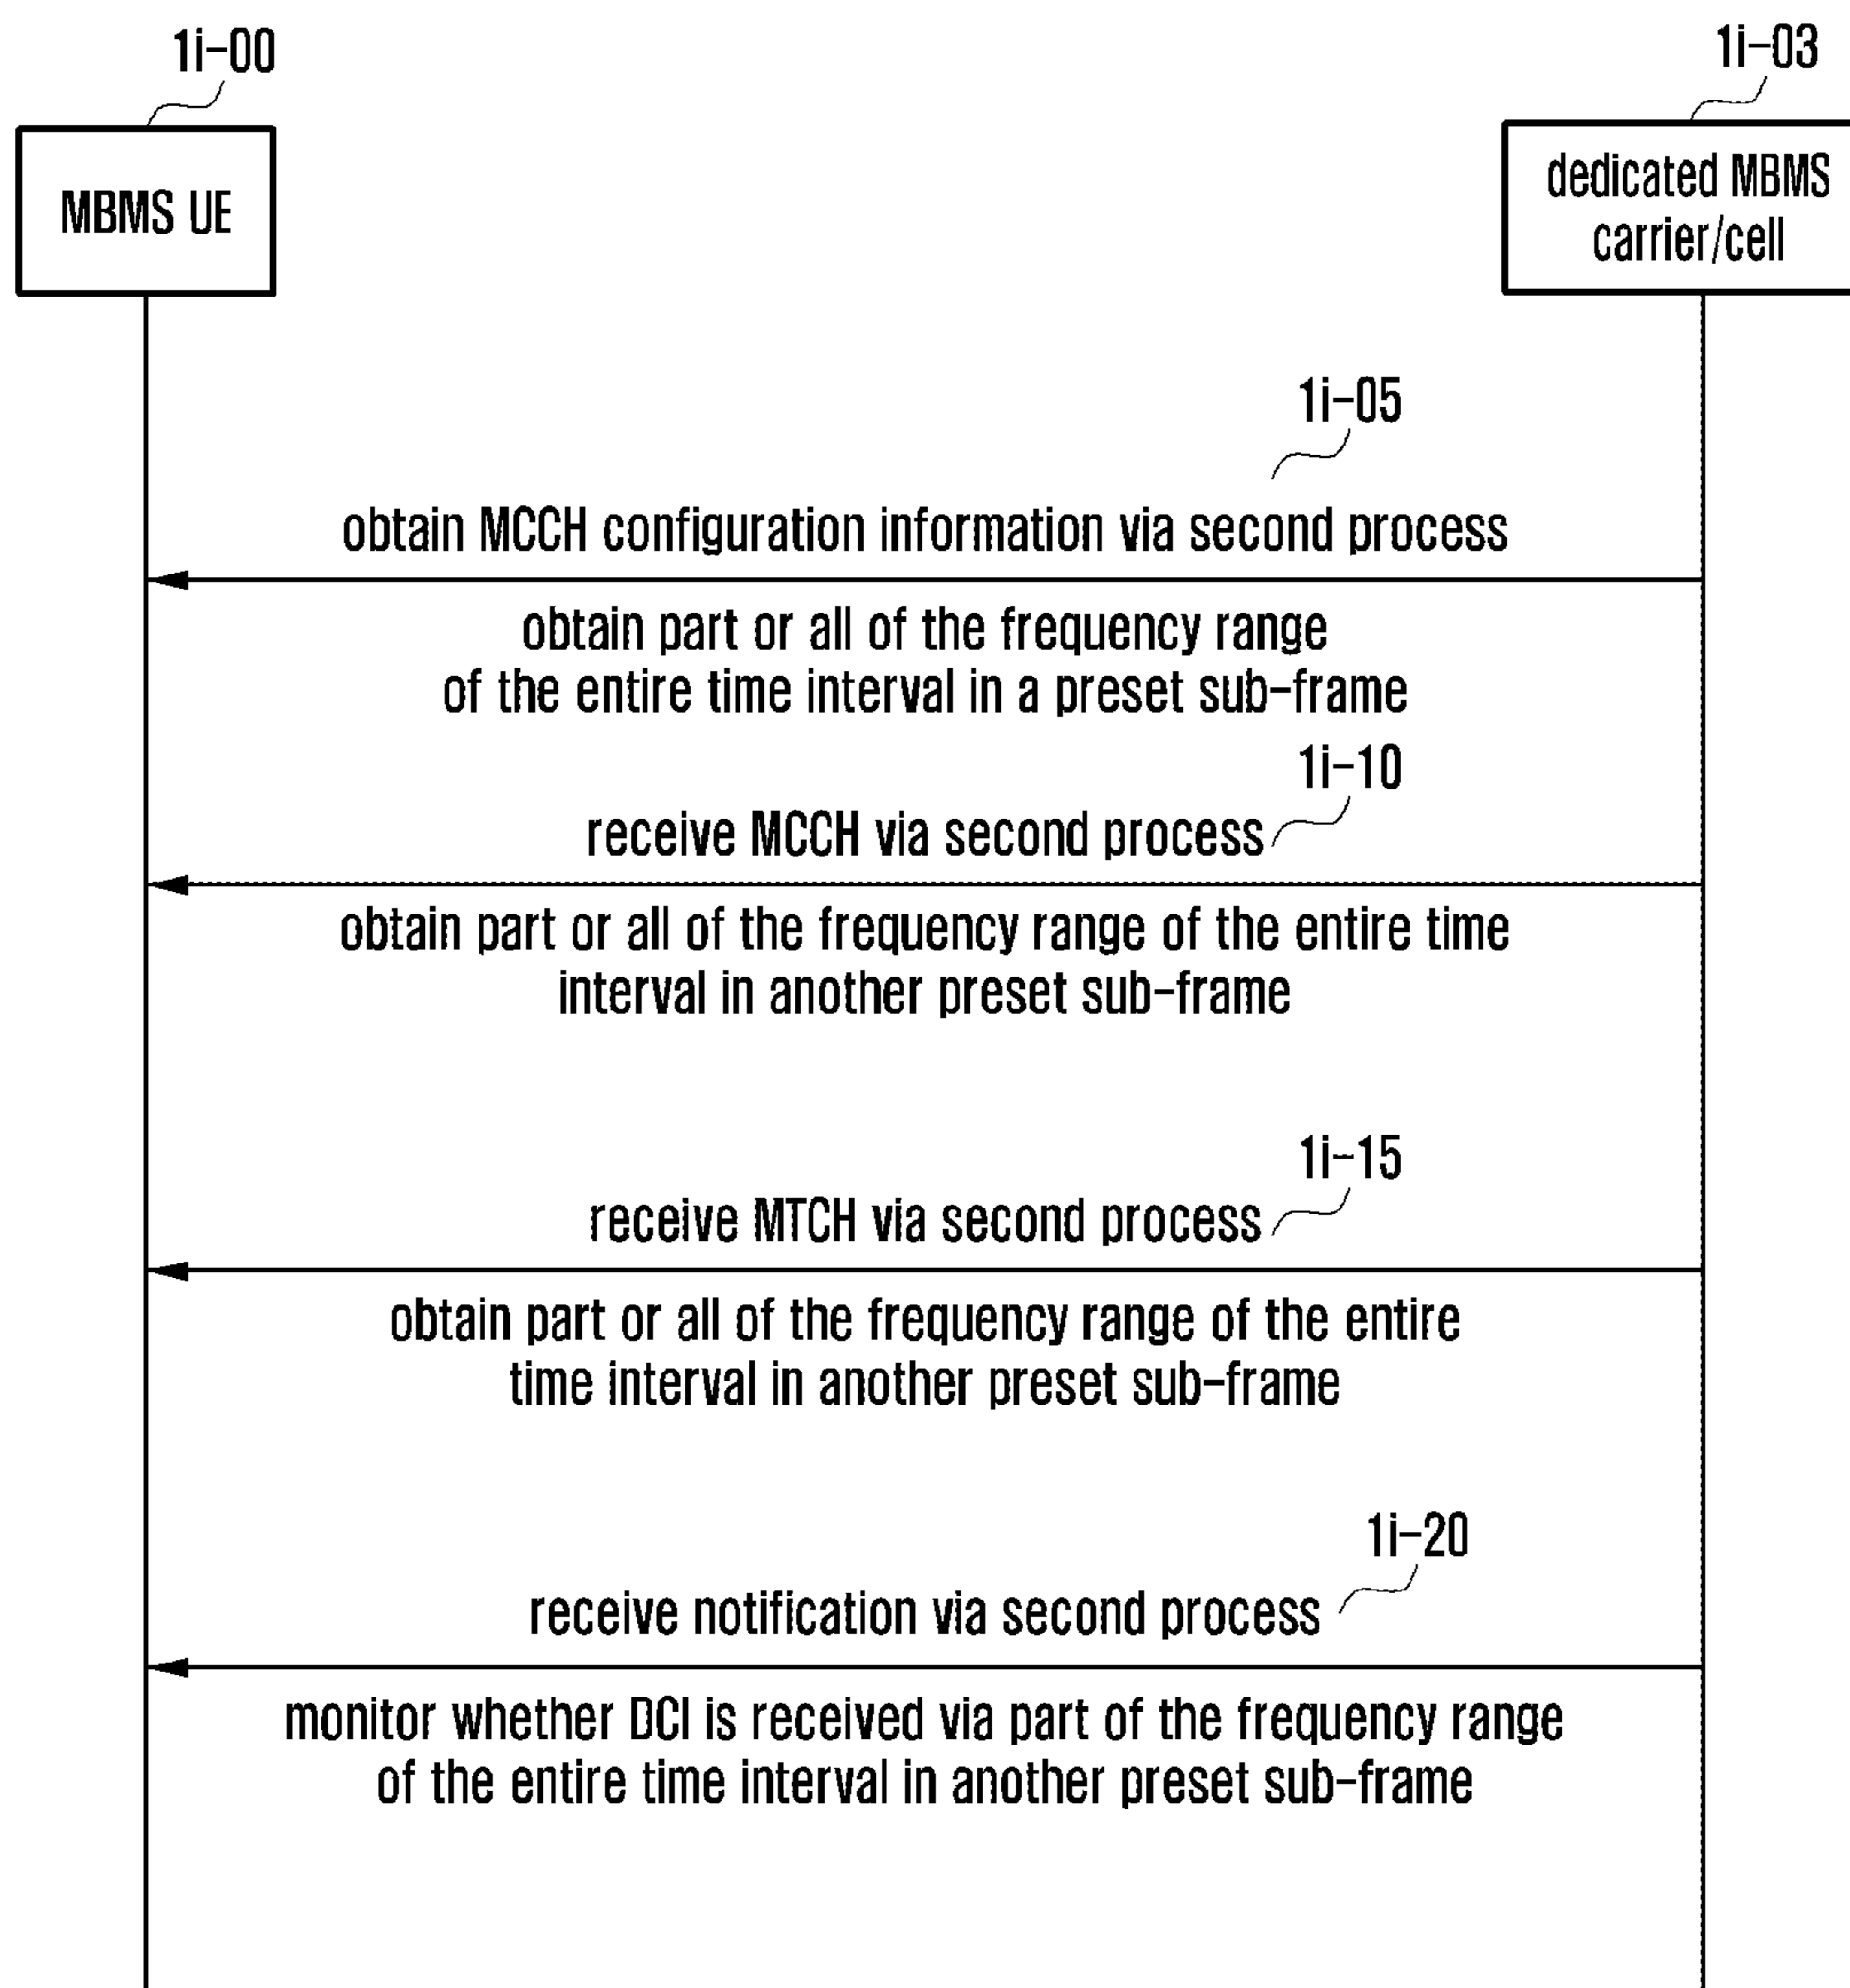 1i-00
1i-03
MBMS UE
dedicated MBMS
carrier/cell
1i-05
obtain MCCH configuration information via second process
obtain part or all of the frequency range
of the entire time interval in a preset sub-frame
1i-10
receive MCCH via second process
obtain part or all of the frequency range of the entire time
interval in another preset sub-frame
1i-15
receive MTCH via second process
obtain part or all of the frequency range of the entire
time interval in another preset sub-frame
1i-20
receive notification via second process
monitor whether DCI is received via part of the frequency range
of the entire time interval in another preset sub-frame